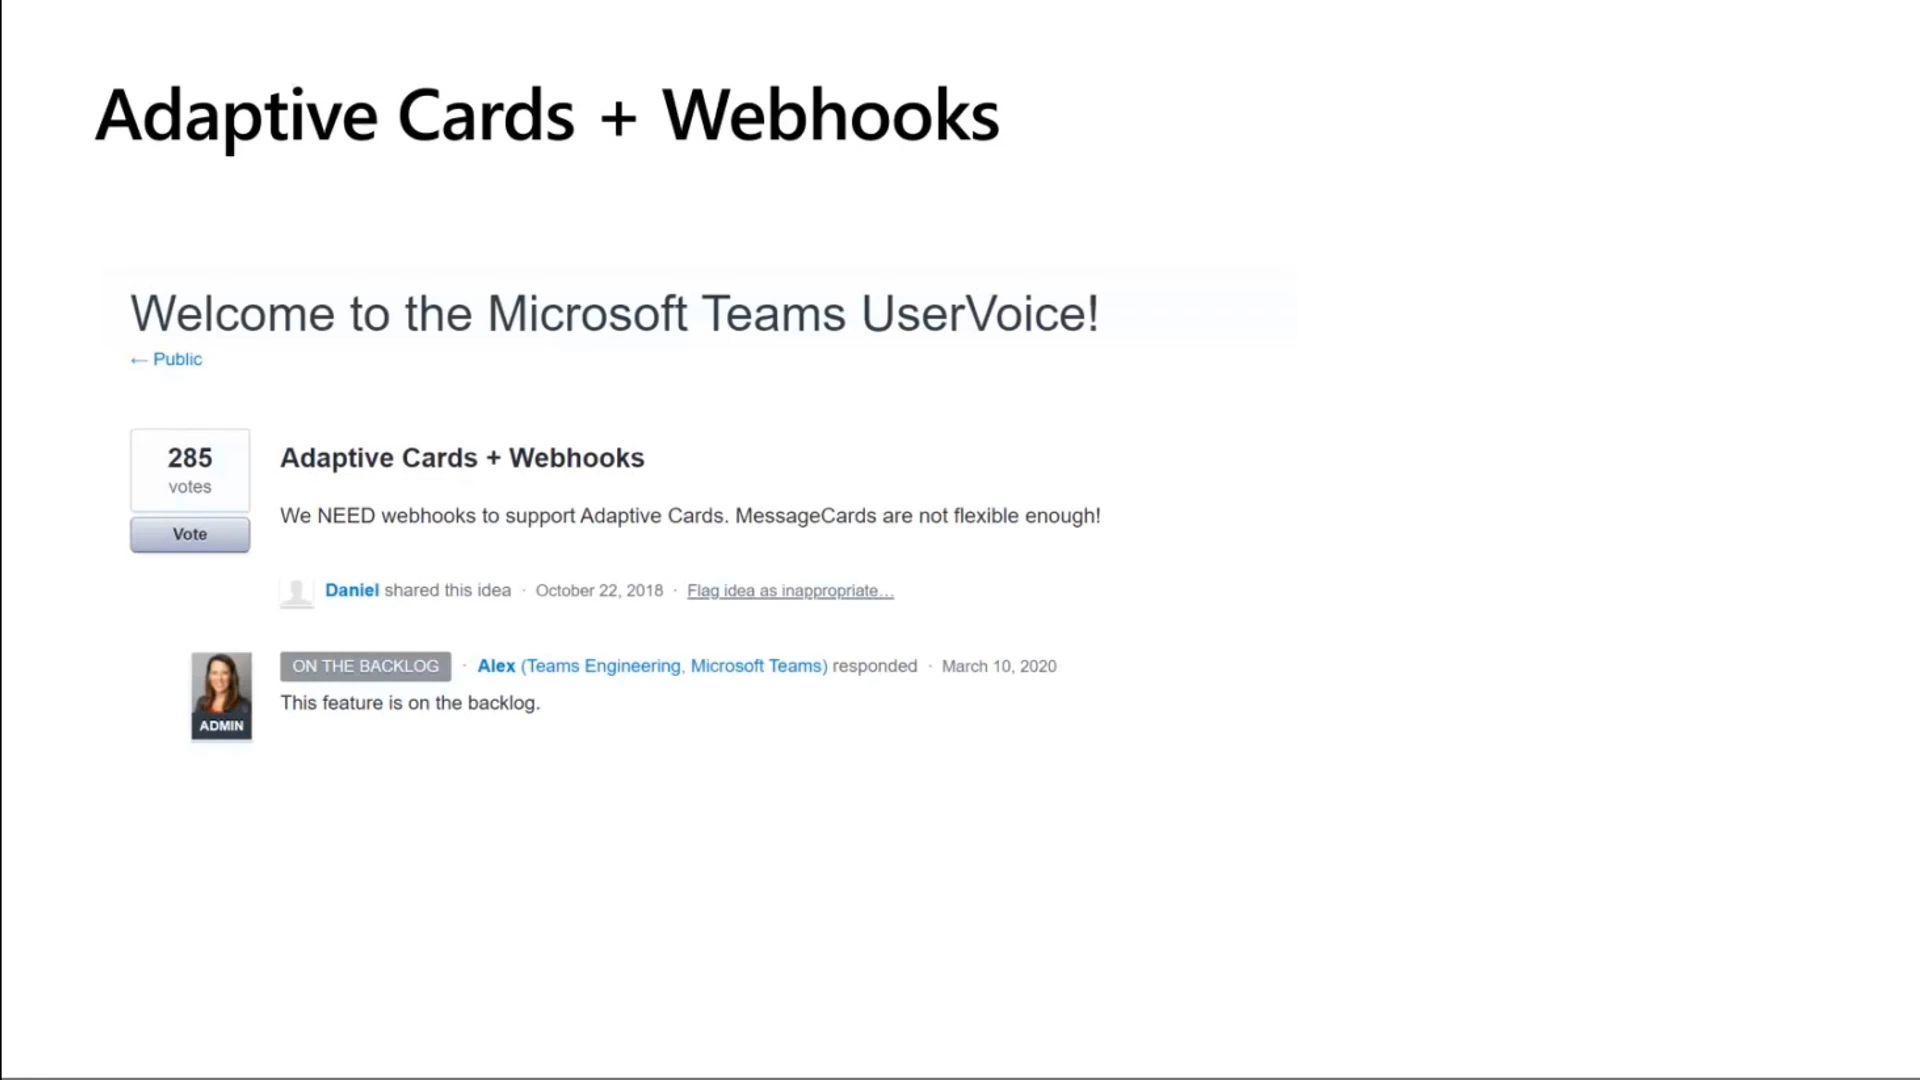 Adaptive Cards + Webhooks
Welcome to the Microsoft Teams UserVoice!
← Public
285
votes
Vote
Adaptive Cards + Webhooks
We NEED webhooks to support Adaptive Cards. MessageCards are not flexible enough!
Daniel shared this idea · October 22, 2018 · Flag idea as inappropriate…
ON THE BACKLOG · Alex (Teams Engineering, Microsoft Teams) responded · March 10, 2020
This feature is on the backlog.
ADMIN